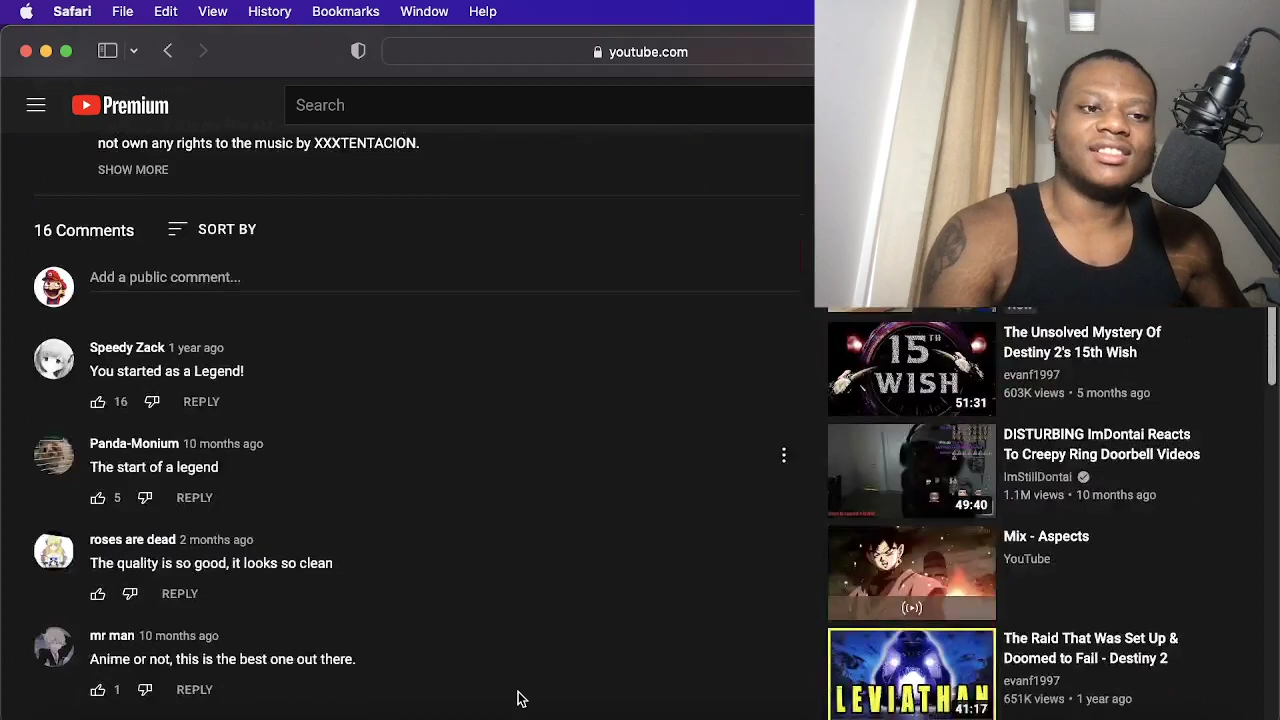 Safari File Edit View History Bookmarks Window Help
youtube.com
Premium
Search
not own any rights to the music by XXXTENTACION.
SHOW MORE
16 Comments
SORT BY
Add a public comment...
Speedy Zack 1 year ago
You started as a Legend!
16 REPLY
Panda-Monium 10 months ago
The start of a legend
5 REPLY
roses are dead 2 months ago
The quality is so good, it looks so clean
REPLY
mr man 10 months ago
Anime or not, this is the best one out there.
1 REPLY
15TH
WISH
51:31
The Unsolved Mystery Of
Destiny 2's 15th Wish
evanf1997
603K views • 5 months ago
49:40
DISTURBING ImDontai Reacts
To Creepy Ring Doorbell Videos
ImStillDontai
1.1M views • 10 months ago
Mix - Aspects
YouTube
LEVIATHAN
41:17
The Raid That Was Set Up &
Doomed to Fail - Destiny 2
evanf1997
651K views • 1 year ago